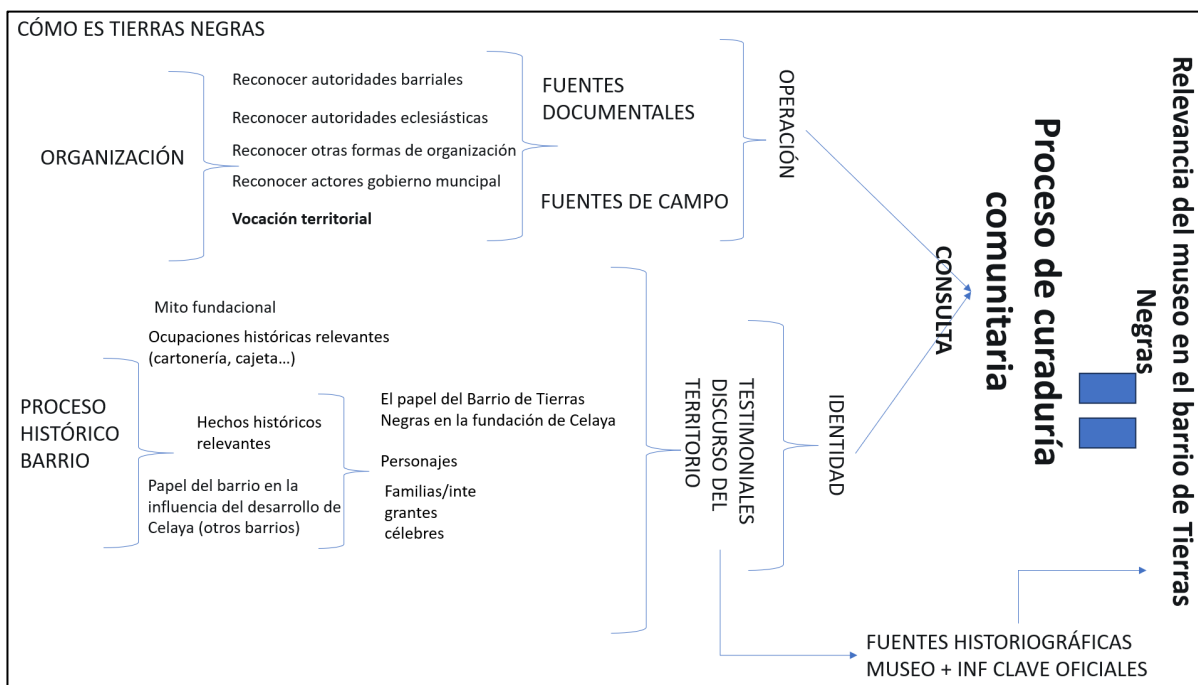 CÓMO ES TIERRAS NEGRAS
ORGANIZACIÓN
Reconocer autoridades barriales
Reconocer autoridades eclesiásticas
Reconocer otras formas de organización
Reconocer actores gobierno muncipal
Vocación territorial
FUENTES
DOCUMENTALES
FUENTES DE CAMPO
OPERACIÓN
PROCESO
HISTÓRICO
BARRIO
Mito fundacional
Ocupaciones históricas relevantes
(cartonería, cajeta…)
Hechos históricos
relevantes
Papel del barrio en la
influencia del desarrollo de
Celaya (otros barrios)
El papel del Barrio de Tierras
Negras en la fundación de Celaya
Personajes
Familias/inte
grantes
célebres
TESTIMONIALES
DISCURSO DEL
TERRITORIO
IDENTIDAD
CONSULTA
Proceso de curaduría
comunitaria
Relevancia del museo en el barrio de Tierras
Negras
FUENTES HISTORIOGRÁFICAS
MUSEO + INF CLAVE OFICIALES